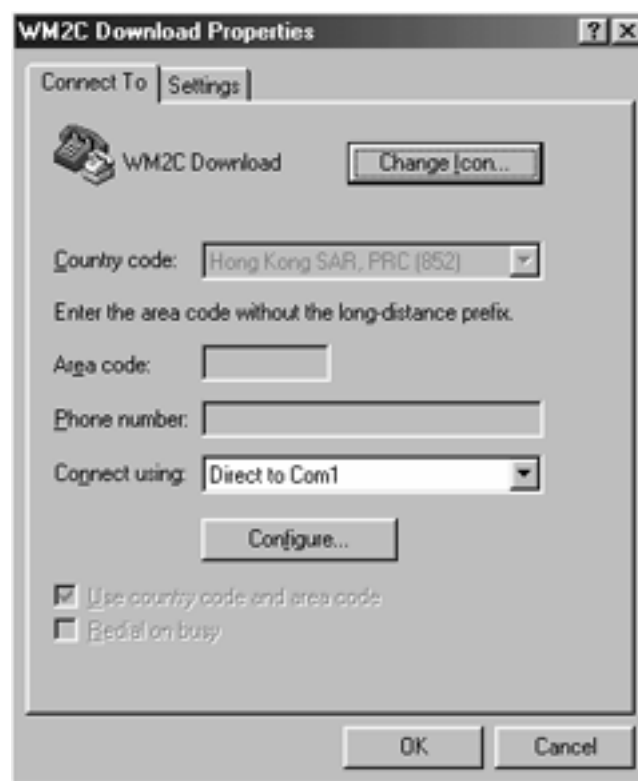 WM2C Download Properties
Connect To Settings
WM2C Download Change Icon...
Country code: Hong Kong SAR, PRC (852)
Enter the area code without the long-distance prefix.
Area code:
Phone number:
Connect using: Direct to Com1
Configure...
Use country code and area code
Redial on busy
OK Cancel